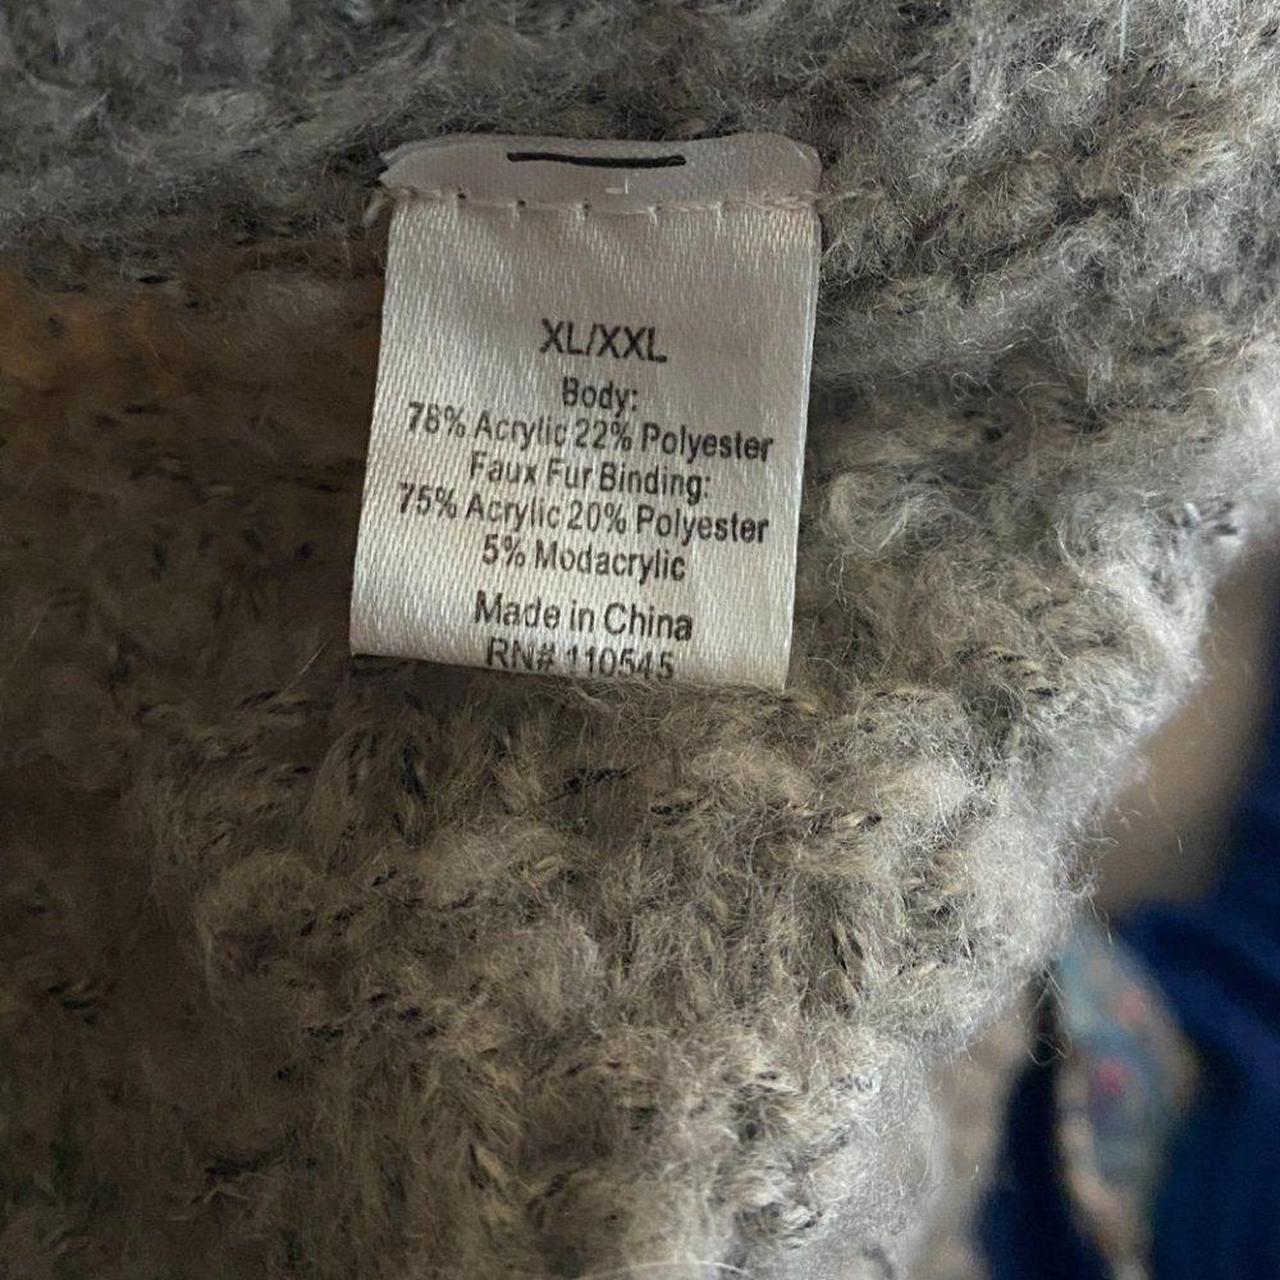 XL/XXL
Body:
78% Acrylic 22% Polyester
Faux Fur Binding:
75% Acrylic 20% Polyester
5% Modacrylic
Made in China
RN# 110545